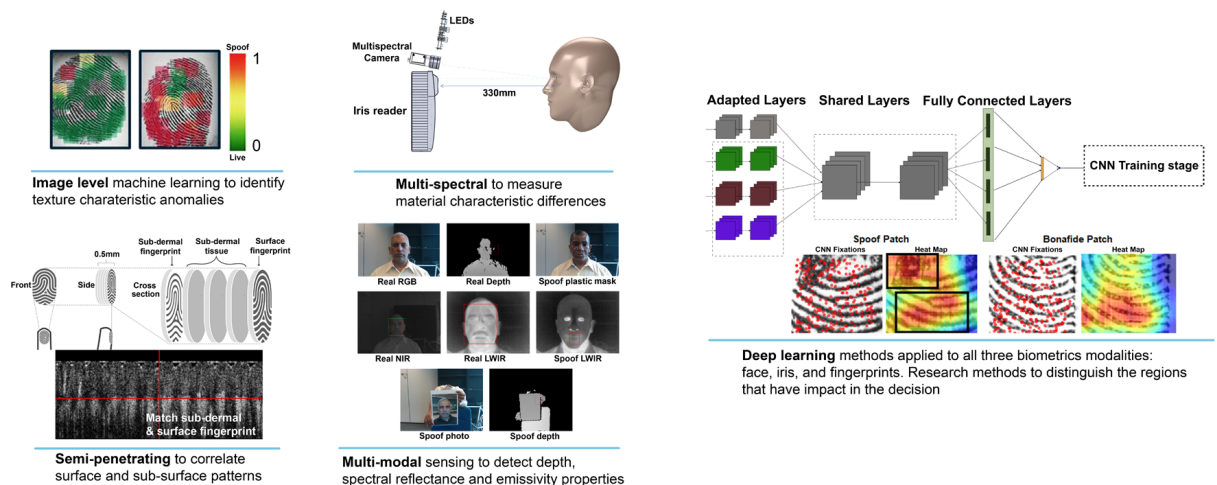 Spoof
1
0
Live
Image level machine learning to identify
texture charateristic anomalies
LEDs
Multispectral
Camera
Iris reader
330mm
Multi-spectral to measure
material characteristic differences
Adapted Layers
Shared Layers
Fully Connected Layers
CNN Training stage
Spoof Patch
Bonafide Patch
CNN Fixations
Heat Map
CNN Fixations
Heat Map
Deep learning methods applied to all three biometrics modalities:
face, iris, and fingerprints. Research methods to distinguish the regions
that have impact in the decision
Sub-dermal
fingerprint
Sub-dermal
tissue
Surface
fingerprint
0.5mm
Front
Side
Cross
section
Match sub-dermal
& surface fingerprint
Semi-penetrating to correlate
surface and sub-surface patterns
Real RGB
Real Depth
Spoof plastic mask
Real NIR
Real LWIR
Spoof LWIR
Spoof photo
Spoof depth
Multi-modal sensing to detect depth,
spectral reflectance and emissivity properties